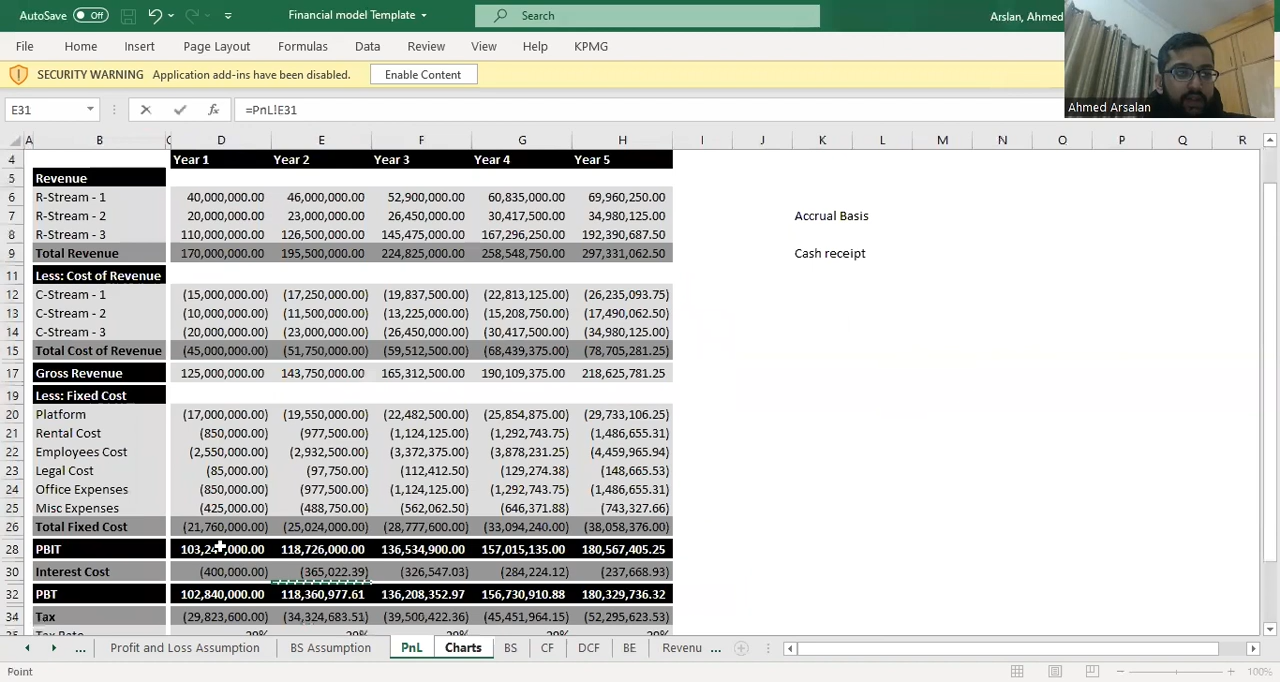 AutoSave Off Financial model Template Search Arslan, Ahmed
File Home Insert Page Layout Formulas Data Review View Help KPMG
SECURITY WARNING Application add-ins have been disabled. Enable Content
Ahmed Arsalan
E31 fx =PnL!E31
A B C D E F G H I J K L M N O P Q R
4 Year 1 Year 2 Year 3 Year 4 Year 5
5 Revenue
6 R-Stream - 1 40,000,000.00 46,000,000.00 52,900,000.00 60,835,000.00 69,960,250.00
7 R-Stream - 2 20,000,000.00 23,000,000.00 26,450,000.00 30,417,500.00 34,980,125.00 Accrual Basis
8 R-Stream - 3 110,000,000.00 126,500,000.00 145,475,000.00 167,296,250.00 192,390,687.50
9 Total Revenue 170,000,000.00 195,500,000.00 224,825,000.00 258,548,750.00 297,331,062.50 Cash receipt
11 Less: Cost of Revenue
12 C-Stream - 1 (15,000,000.00) (17,250,000.00) (19,837,500.00) (22,813,125.00) (26,235,093.75)
13 C-Stream - 2 (10,000,000.00) (11,500,000.00) (13,225,000.00) (15,208,750.00) (17,490,062.50)
14 C-Stream - 3 (20,000,000.00) (23,000,000.00) (26,450,000.00) (30,417,500.00) (34,980,125.00)
15 Total Cost of Revenue (45,000,000.00) (51,750,000.00) (59,512,500.00) (68,439,375.00) (78,705,281.25)
17 Gross Revenue 125,000,000.00 143,750,000.00 165,312,500.00 190,109,375.00 218,625,781.25
19 Less: Fixed Cost
20 Platform (17,000,000.00) (19,550,000.00) (22,482,500.00) (25,854,875.00) (29,733,106.25)
21 Rental Cost (850,000.00) (977,500.00) (1,124,125.00) (1,292,743.75) (1,486,655.31)
22 Employees Cost (2,550,000.00) (2,932,500.00) (3,372,375.00) (3,878,231.25) (4,459,965.94)
23 Legal Cost (85,000.00) (97,750.00) (112,412.50) (129,274.38) (148,665.53)
24 Office Expenses (850,000.00) (977,500.00) (1,124,125.00) (1,292,743.75) (1,486,655.31)
25 Misc Expenses (425,000.00) (488,750.00) (562,062.50) (646,371.88) (743,327.66)
26 Total Fixed Cost (21,760,000.00) (25,024,000.00) (28,777,600.00) (33,094,240.00) (38,058,376.00)
28 PBIT 118,726,000.00 136,534,900.00 157,015,135.00 180,567,405.25
30 Interest Cost (400,000.00) (365,022.39) (326,547.03) (284,224.12) (237,668.93)
32 PBT 102,840,000.00 118,360,977.61 136,208,352.97 156,730,910.88 180,329,736.32
34 Tax (29,823,600.00) (34,324,683.51) (39,500,422.36) (45,451,964.15) (52,295,623.53)
... Profit and Loss Assumption BS Assumption PnL Charts BS CF DCF BE Revenu ...
Point 100%